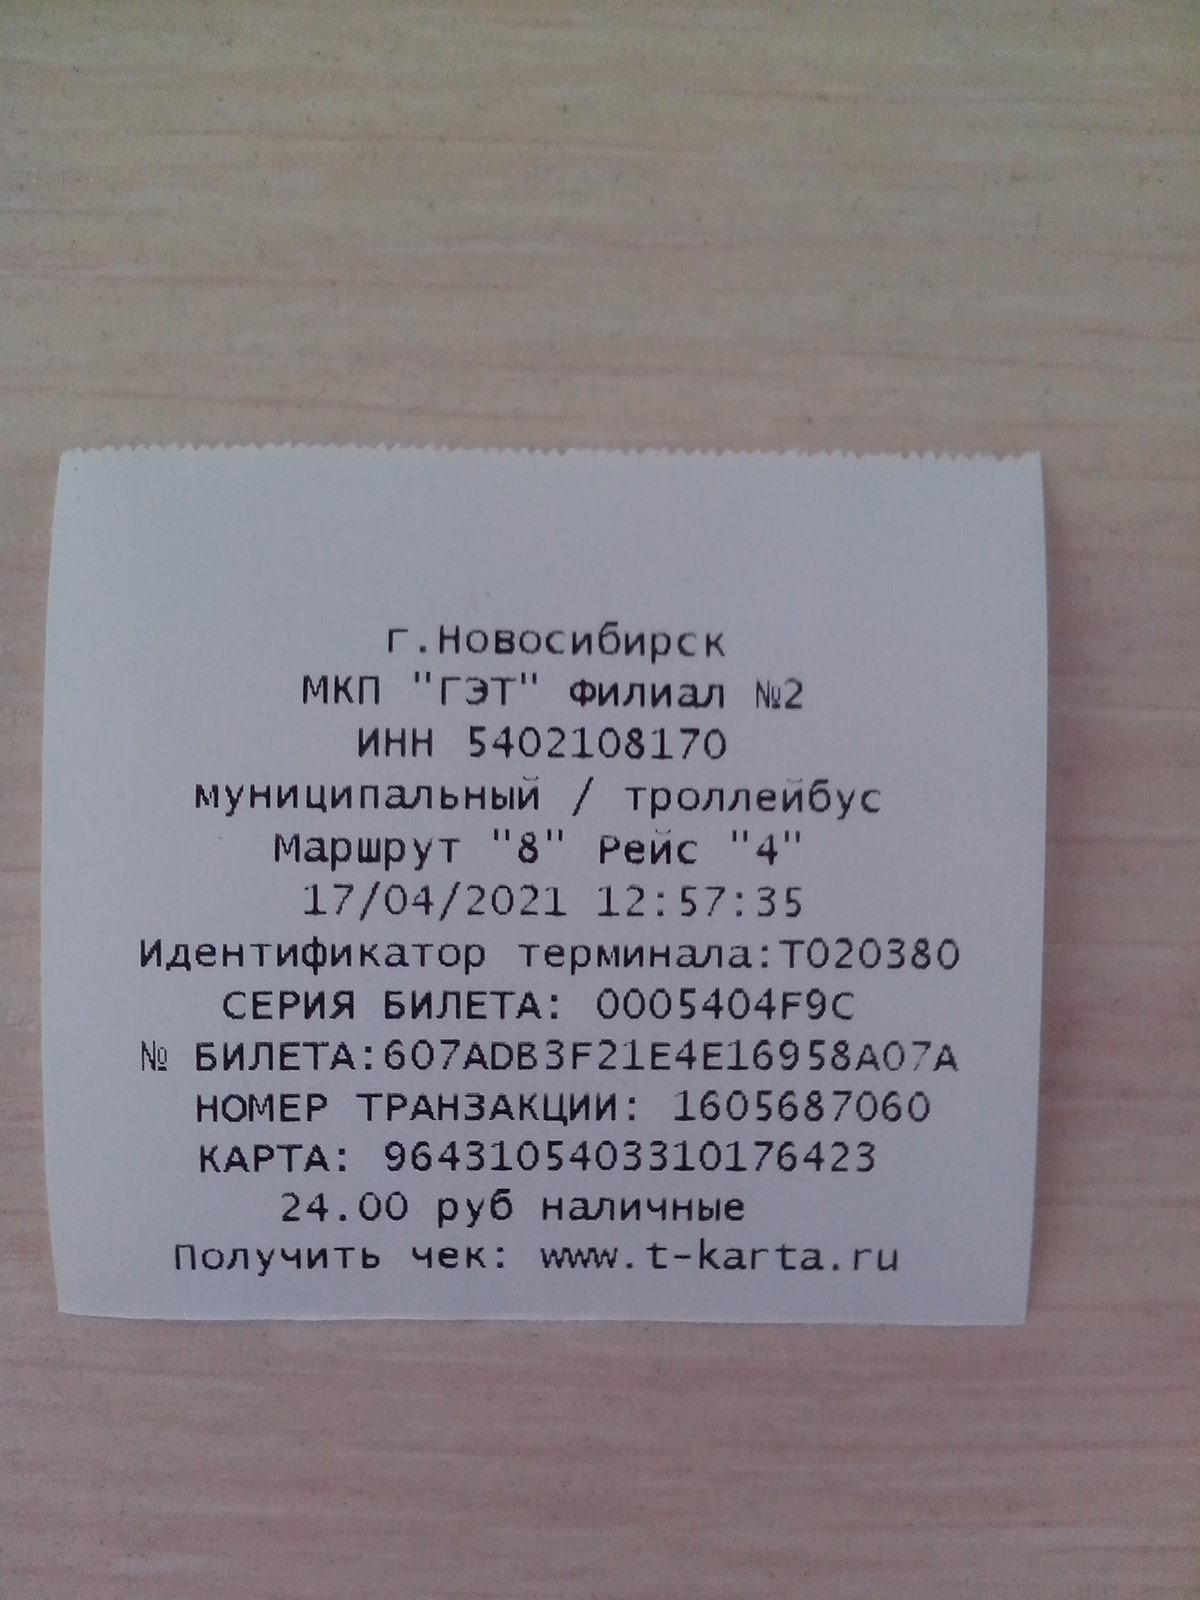 г.Новосибирск
МКП "ГЭТ" Филиал №2
ИНН 5402108170
муниципальный / троллейбус
Маршрут "8" Рейс "4"
17/04/2021 12:57:35
Идентификатор терминала:Т020380
СЕРИЯ БИЛЕТА: 0005404F9C
№ БИЛЕТА:607ADB3F21E4E16958A07A
НОМЕР ТРАНЗАКЦИИ: 1605687060
КАРТА: 9643105403310176423
24.00 руб наличные
Получить чек: www.t-karta.ru